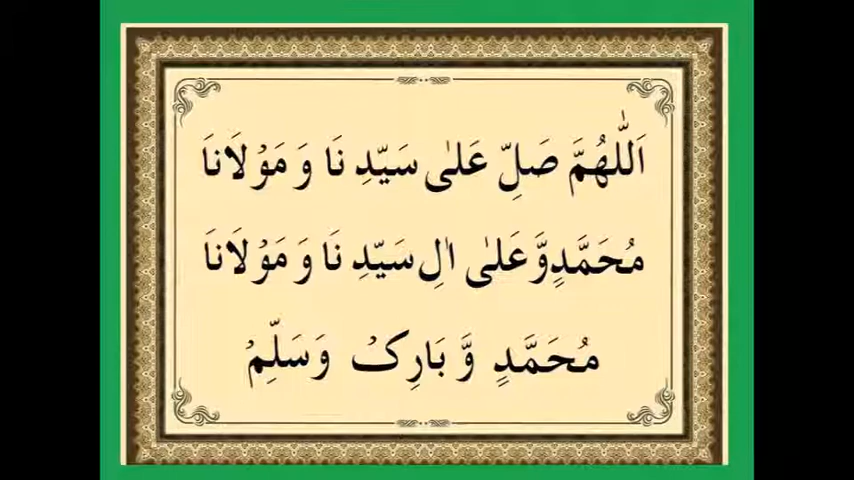 اَللّٰهُمَّ صَلِّ عَلٰى سَيِّدِ نَا وَ مَوْلَانَا
مُحَمَّدٍ وَّعَلٰى اٰلِ سَيِّدِ نَا وَ مَوْلَانَا
مُحَمَّدٍ وَّ بَارِكْ وَسَلِّمْ